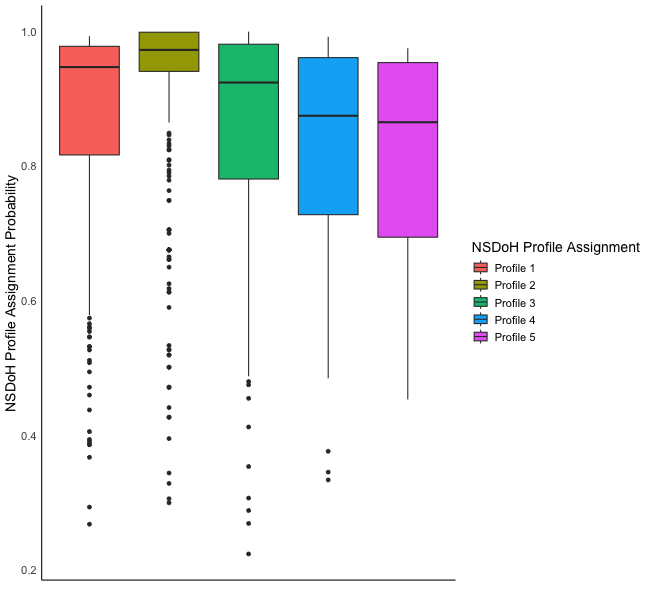 1.0
0.8
0.6
0.4
0.2
NSDoH Profile Assignment Probability
NSDoH Profile Assignment
Profile 1
Profile 2
Profile 3
Profile 4
Profile 5